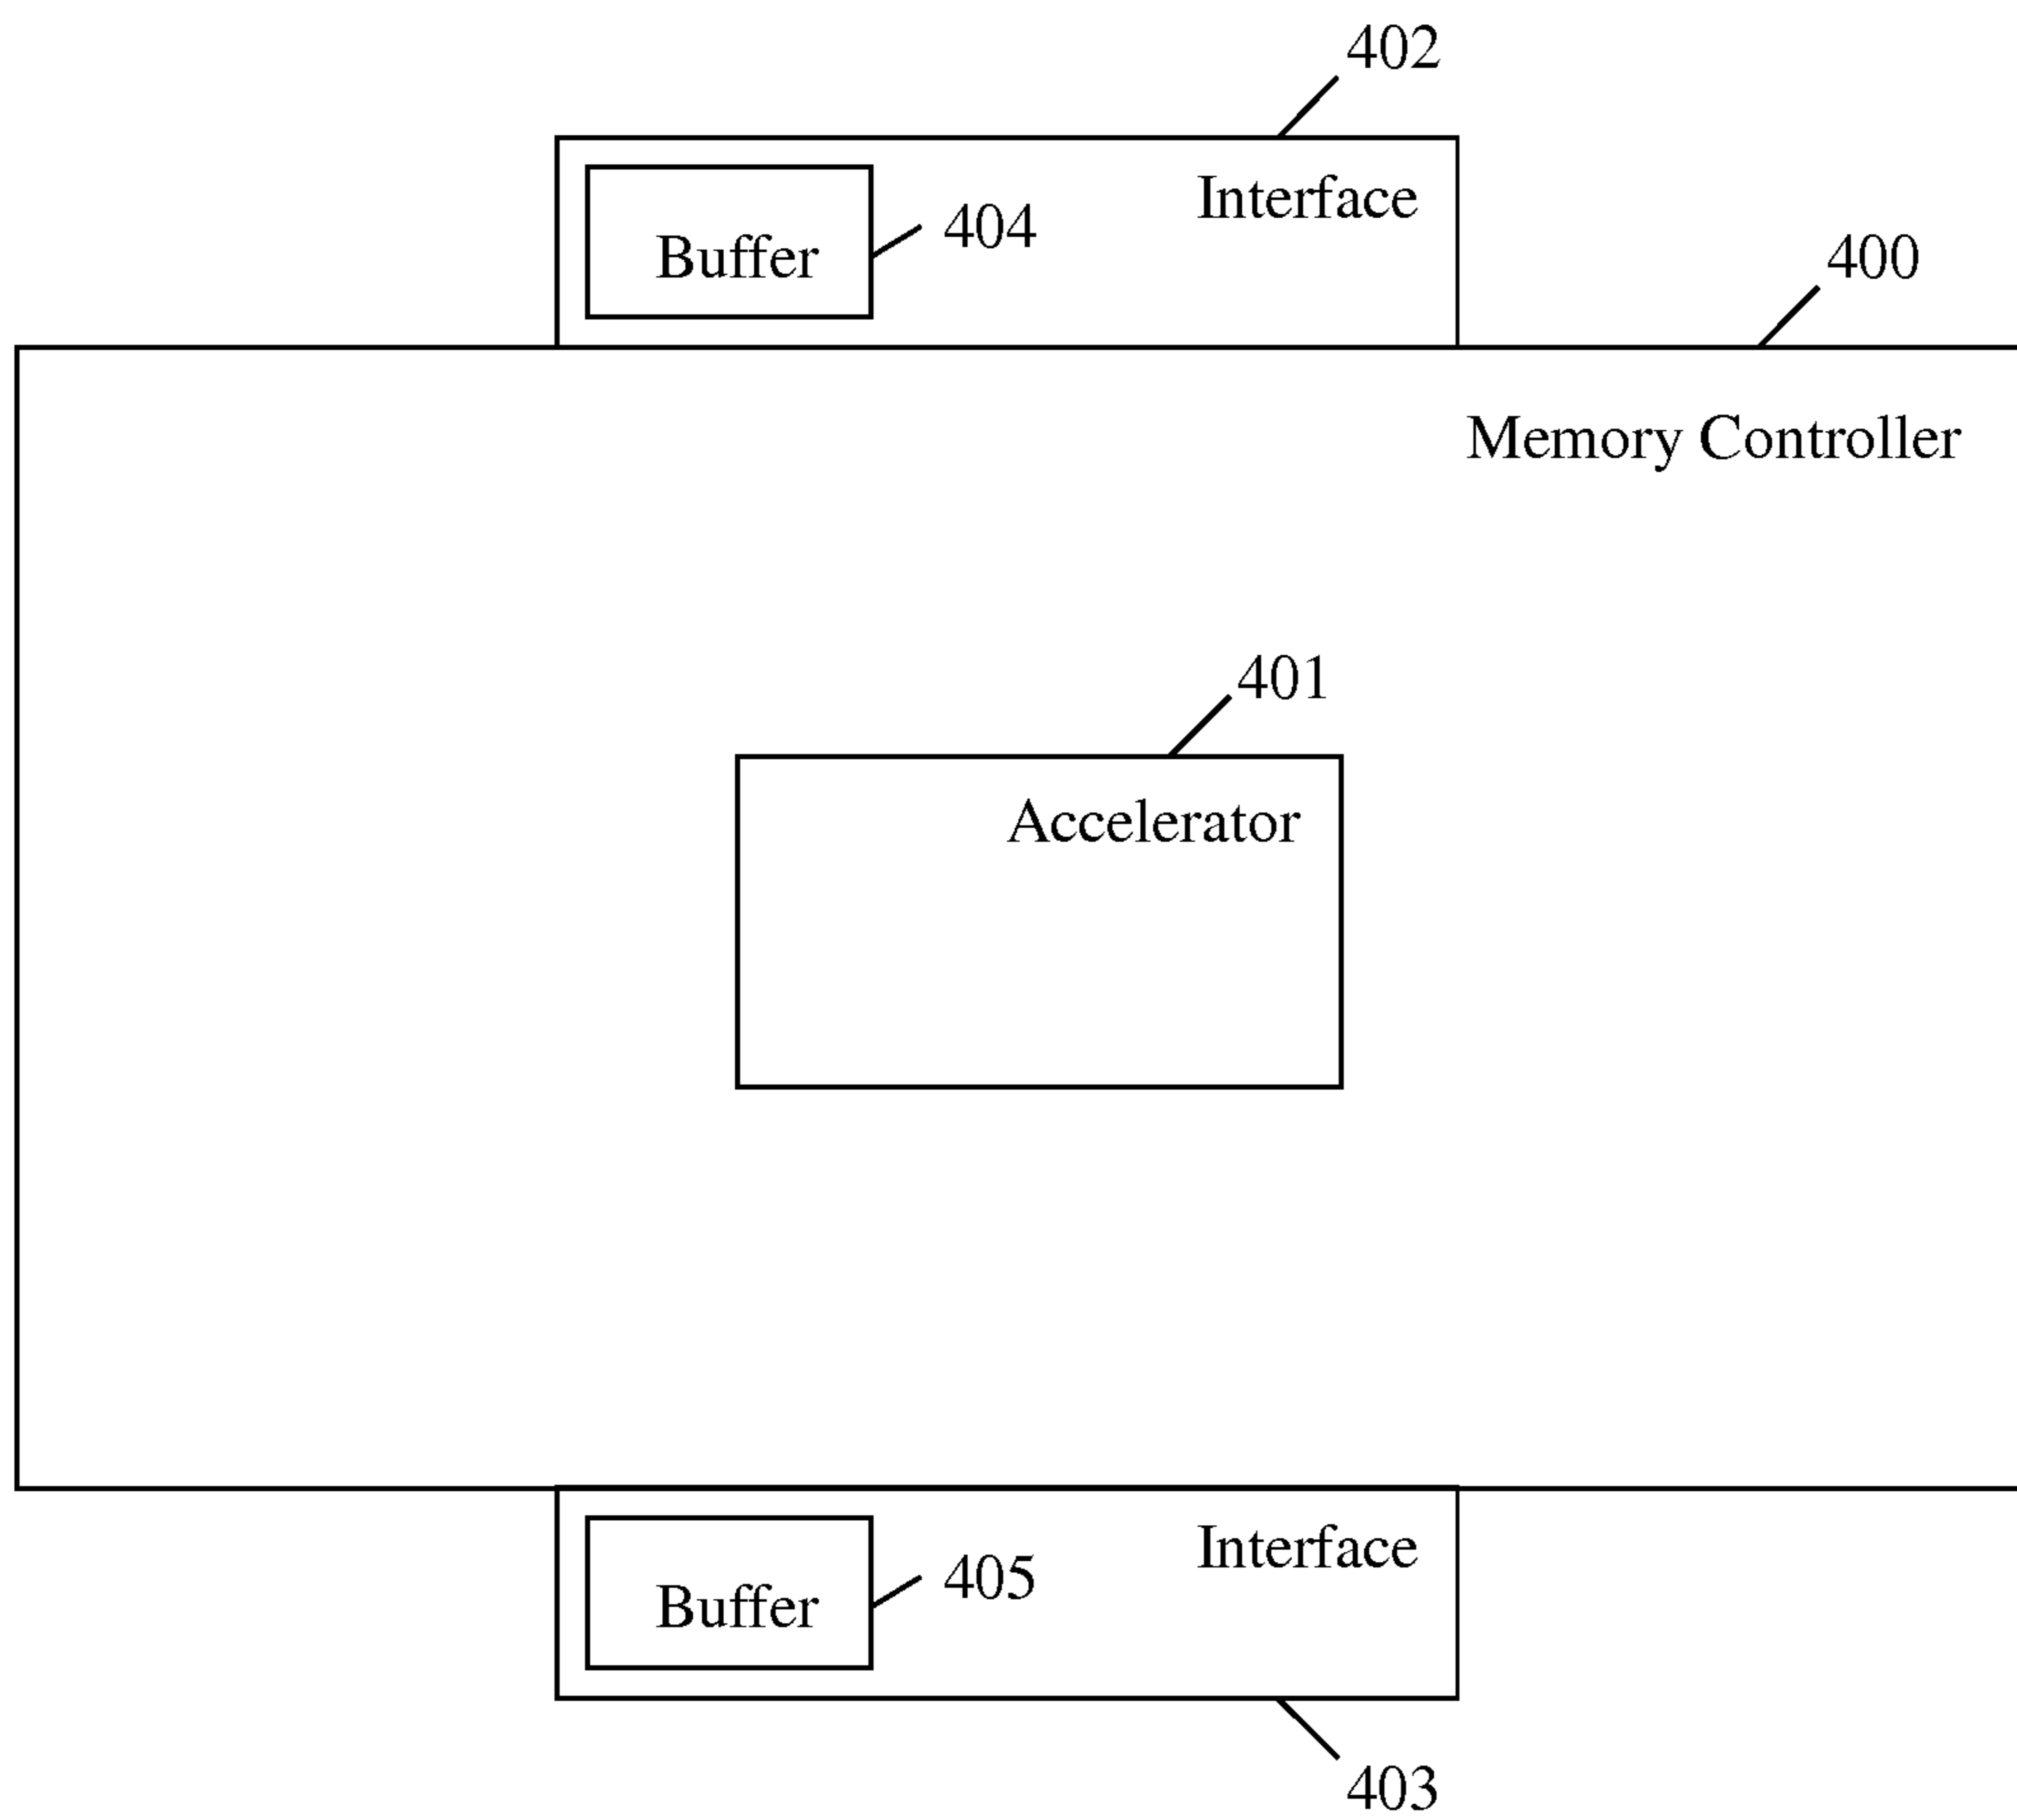 402
Interface
404
Buffer
400
Memory Controller
401
Accelerator
Interface
405
Buffer
403